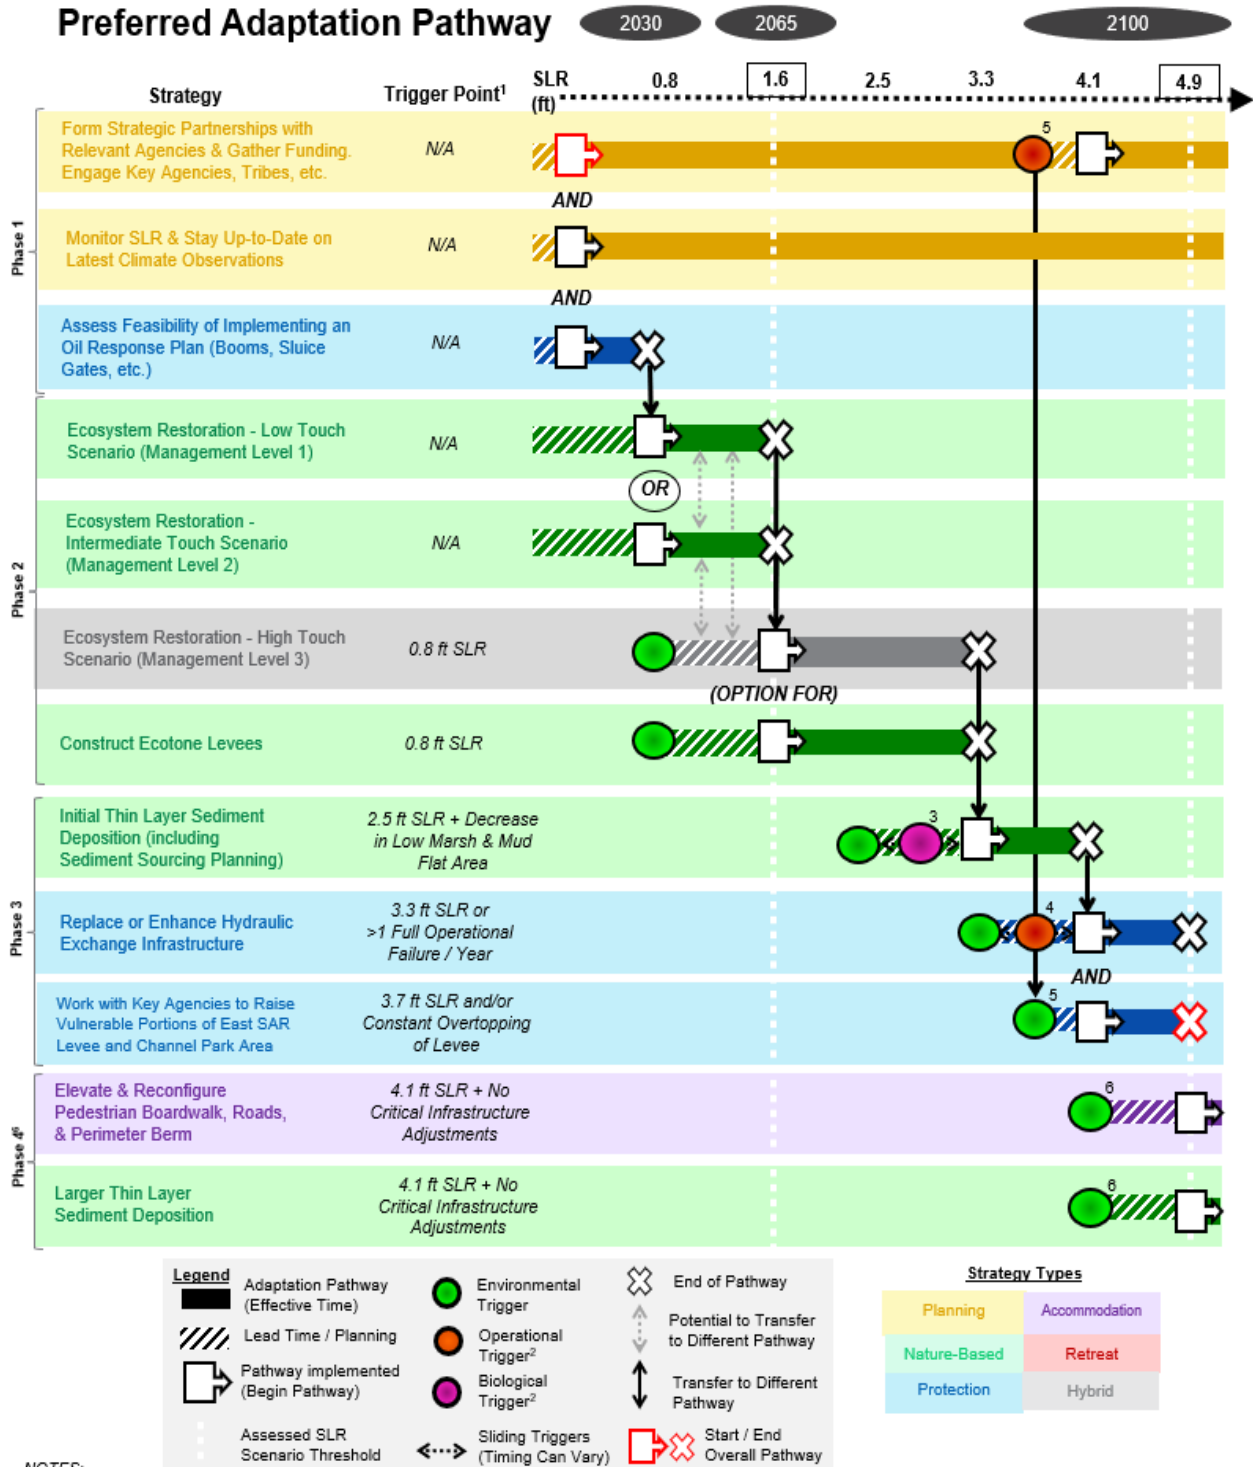 Preferred Adaptation Pathway
2030
2065
2100
Strategy
Trigger Point¹
SLR
(ft)
0.8
1.6
2.5
3.3
4.1
4.9
Phase 1
Form Strategic Partnerships with
Relevant Agencies & Gather Funding.
Engage Key Agencies, Tribes, etc.
N/A
5
AND
Monitor SLR & Stay Up-to-Date on
Latest Climate Observations
N/A
AND
Assess Feasibility of Implementing an
Oil Response Plan (Booms, Sluice
Gates, etc.)
N/A
Phase 2
Ecosystem Restoration - Low Touch
Scenario (Management Level 1)
N/A
OR
Ecosystem Restoration -
Intermediate Touch Scenario
(Management Level 2)
N/A
Ecosystem Restoration - High Touch
Scenario (Management Level 3)
0.8 ft SLR
(OPTION FOR)
Construct Ecotone Levees
0.8 ft SLR
Phase 3
Initial Thin Layer Sediment
Deposition (including
Sediment Sourcing Planning)
2.5 ft SLR + Decrease
in Low Marsh & Mud
Flat Area
3
Replace or Enhance Hydraulic
Exchange Infrastructure
3.3 ft SLR or
>1 Full Operational
Failure / Year
4
AND
Work with Key Agencies to Raise
Vulnerable Portions of East SAR
Levee and Channel Park Area
3.7 ft SLR and/or
Constant Overtopping
of Levee
5
Phase 4⁶
Elevate & Reconfigure
Pedestrian Boardwalk, Roads,
& Perimeter Berm
4.1 ft SLR + No
Critical Infrastructure
Adjustments
6
Larger Thin Layer
Sediment Deposition
4.1 ft SLR + No
Critical Infrastructure
Adjustments
6
Legend
Adaptation Pathway
(Effective Time)
Lead Time / Planning
Pathway implemented
(Begin Pathway)
Assessed SLR
Scenario Threshold
Environmental
Trigger
Operational
Trigger²
Biological
Trigger²
Sliding Triggers
(Timing Can Vary)
End of Pathway
Potential to Transfer
to Different Pathway
Transfer to Different
Pathway
Start / End
Overall Pathway
Strategy Types
Planning
Accommodation
Nature-Based
Retreat
Protection
Hybrid
NOTES: